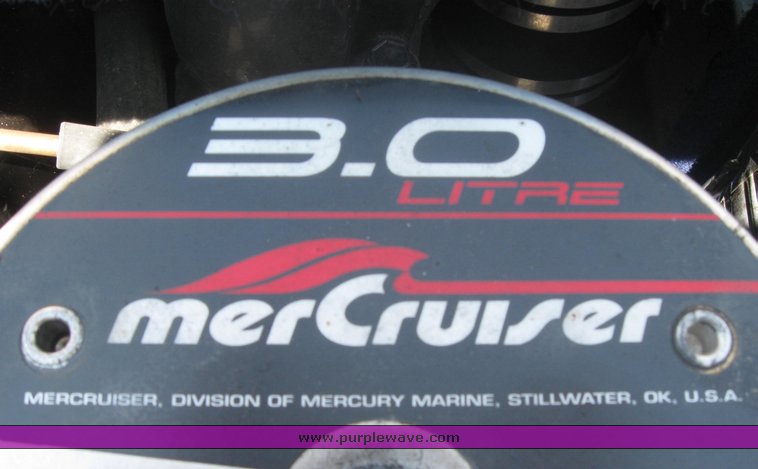 3.0
LITRE
merCruiser
MERCRUISER, DIVISION OF MERCURY MARINE, STILLWATER, OK, U.S.A.
www.purplewave.com